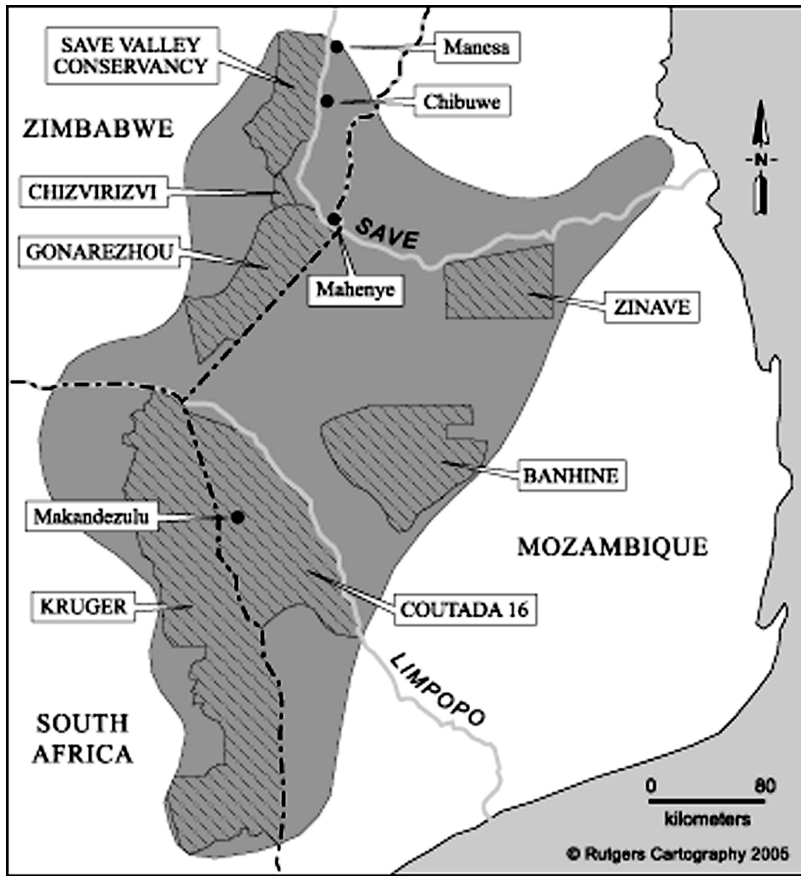 SAVE VALLEY
CONSERVANCY
Manesa
Chibuwe
ZIMBABWE
-N-
CHIZVIRIZVI
SAVE
GONAREZHOU
Mahenye
ZINAVE
BANHINE
Makandezulu
MOZAMBIQUE
KRUGER
COUTADA 16
LIMPOPO
SOUTH
AFRICA
0 80
kilometers
© Rutgers Cartography 2005